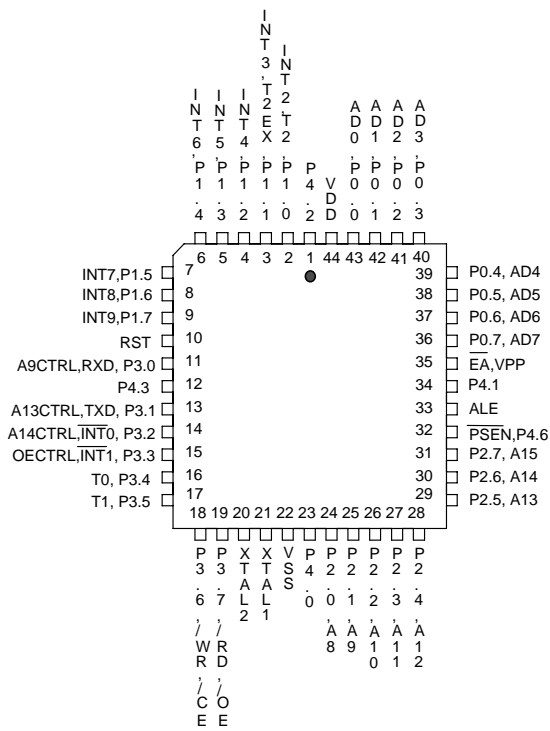 INT6,P1.4
INT5,P1.3
INT4,P1.2
INT3,T2EX,P1.1
INT2,T2,P1.0
P4.2
VDD
AD0,P0.0
AD1,P0.1
AD2,P0.2
AD3,P0.3
6 5 4 3 2 1 44 43 42 41 40
INT7,P1.5 7
INT8,P1.6 8
INT9,P1.7 9
RST 10
A9CTRL,RXD, P3.0 11
P4.3 12
A13CTRL,TXD, P3.1 13
A14CTRL,INT0, P3.2 14
OECTRL,INT1, P3.3 15
T0, P3.4 16
T1, P3.5 17
39 P0.4, AD4
38 P0.5, AD5
37 P0.6, AD6
36 P0.7, AD7
35 EA,VPP
34 P4.1
33 ALE
32 PSEN,P4.6
31 P2.7, A15
30 P2.6, A14
29 P2.5, A13
18 19 20 21 22 23 24 25 26 27 28
P3.6,/WR,/CE
P3.7,/RD,/OE
XTAL2
XTAL1
VSS
P4.0
P2.0,A8
P2.1,A9
P2.2,A10
P2.3,A11
P2.4,A12